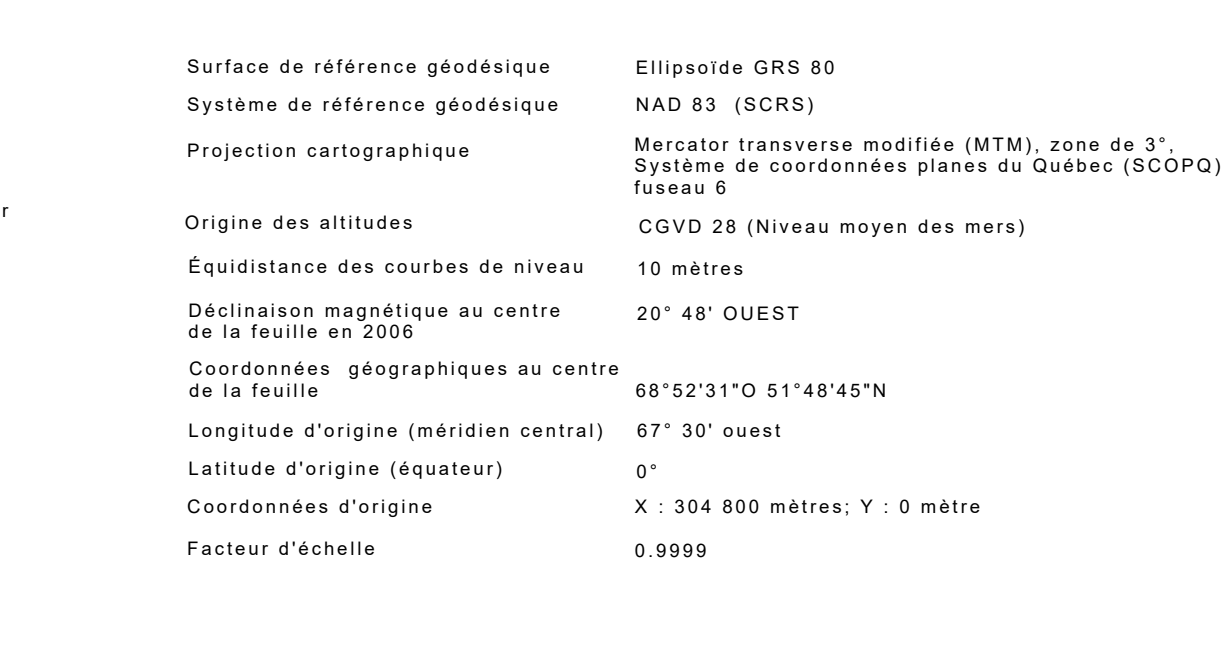 Surface de référence géodésique Ellipsoïde GRS 80
Système de référence géodésique NAD 83 (SCRS)
Projection cartographique Mercator transverse modifiée (MTM), zone de 3°,
Système de coordonnées planes du Québec (SCOPQ)
fuseau 6
r
Origine des altitudes CGVD 28 (Niveau moyen des mers)
Équidistance des courbes de niveau 10 mètres
Déclinaison magnétique au centre
de la feuille en 2006 20° 48' OUEST
Coordonnées géographiques au centre
de la feuille 68°52'31"O 51°48'45"N
Longitude d'origine (méridien central) 67° 30' ouest
Latitude d'origine (équateur) 0°
Coordonnées d'origine X : 304 800 mètres; Y : 0 mètre
Facteur d'échelle 0.9999